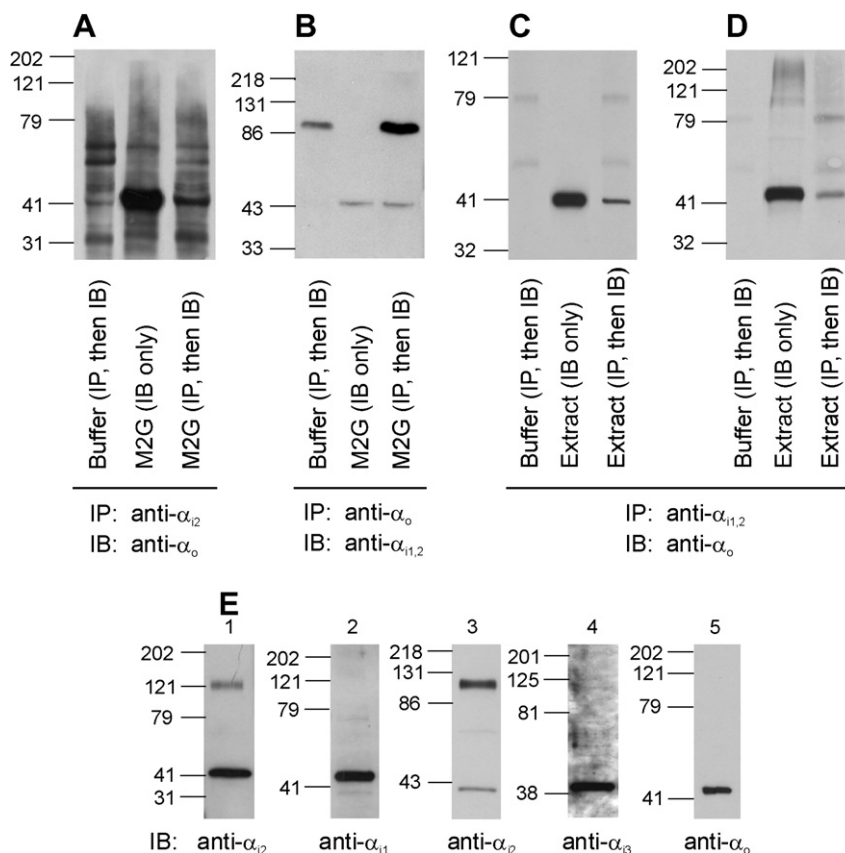 A
202
121
79
41
31
Buffer (IP, then IB)
M2G (IB only)
M2G (IP, then IB)
IP: anti-αi2
IB: anti-αo
B
218
131
86
43
33
Buffer (IP, then IB)
M2G (IB only)
M2G (IP, then IB)
IP: anti-αo
IB: anti-αi1,2
C
121
79
41
32
Buffer (IP, then IB)
Extract (IB only)
Extract (IP, then IB)
D
202
121
79
41
32
Buffer (IP, then IB)
Extract (IB only)
Extract (IP, then IB)
IP: anti-αi1,2
IB: anti-αo
E
1
202
121
79
41
31
IB: anti-αi2
2
202
121
79
41
anti-αi1
3
218
131
86
43
anti-αi2
4
201
125
81
38
anti-αi3
5
202
121
79
41
anti-αo